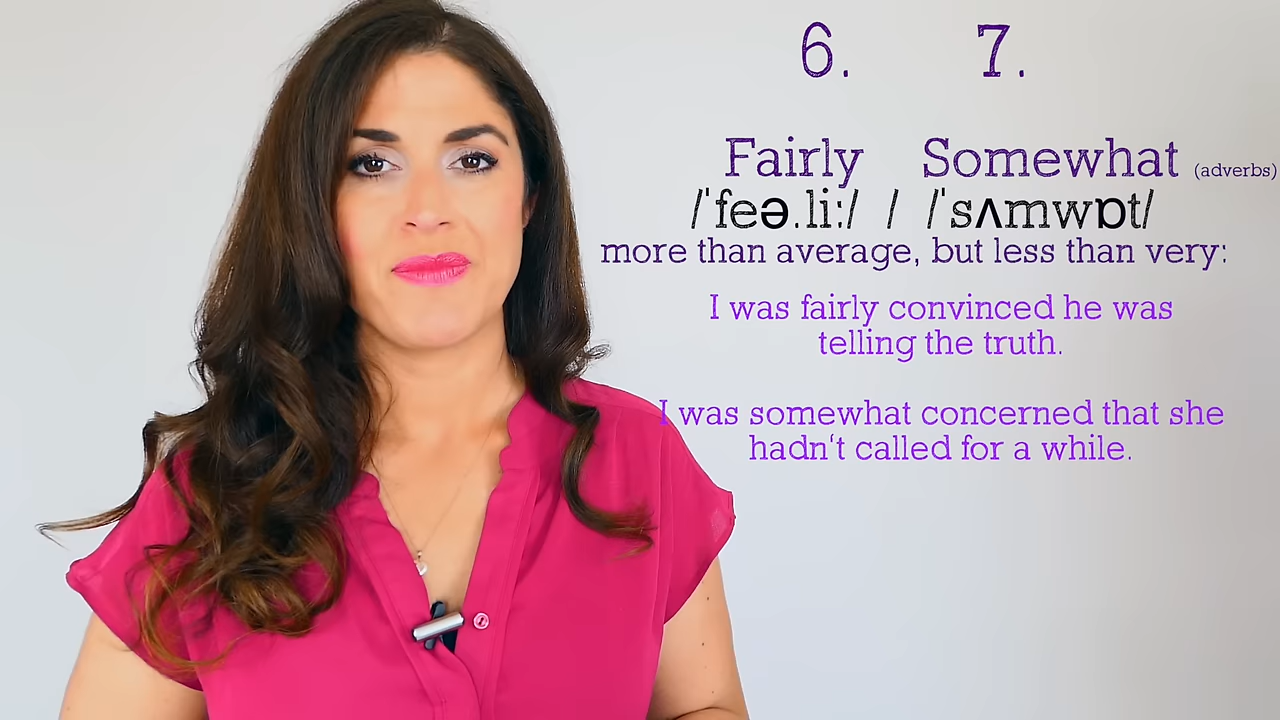 6. 7.
Fairly Somewhat (adverbs)
/ˈfeə.liː/ / /ˈsʌmwɒt/
more than average, but less than very:
I was fairly convinced he was
telling the truth.
I was somewhat concerned that she
hadn't called for a while.